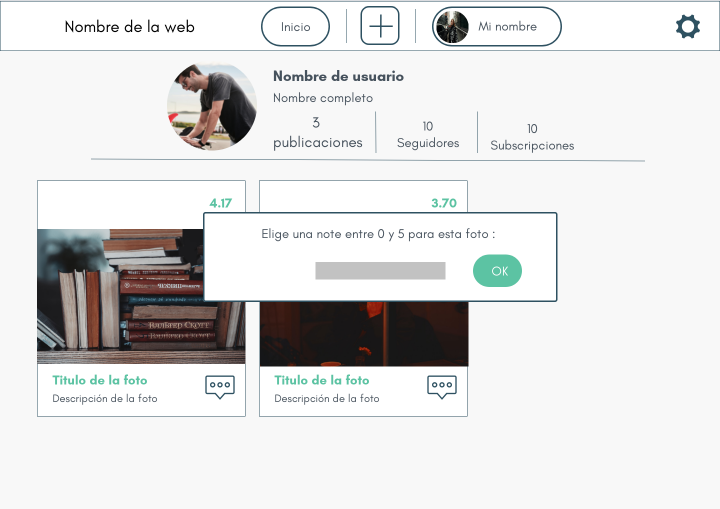 Nombre de la web
Inicio
Mi nombre
Nombre de usuario
Nombre completo
3
publicaciones
10
Seguidores
10
Subscripciones
4.17
3.70
Elige una note entre 0 y 5 para esta foto :
OK
Titulo de la foto
Descripción de la foto
Titulo de la foto
Descripción de la foto